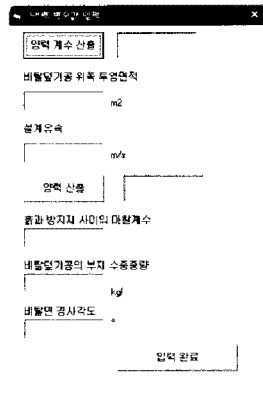 양력 계수 산출
비탈덮기공 위쪽 투영면적
m2
설계유속
m/s
양력 산출
흙과 방지재 사이의 마찰계수
비탈덮기공의 부재 수중중량
kgf
비탈면 경사각도
°
입력 완료